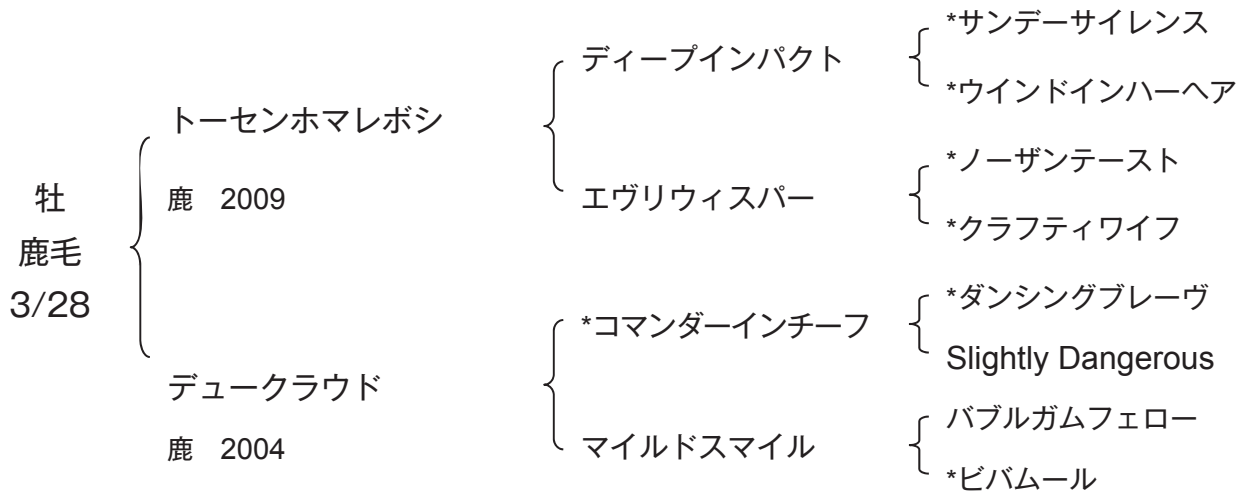 牡
鹿毛
3/28
トーセンホマレボシ
鹿 2009
デュークラウド
鹿 2004
ディープインパクト
エヴリウィスパー
*コマンダーインチーフ
マイルドスマイル
*サンデーサイレンス
*ウインドインハーヘア
*ノーザンテースト
*クラフティワイフ
*ダンシングブレーヴ
Slightly Dangerous
バブルガムフェロー
*ビバムール